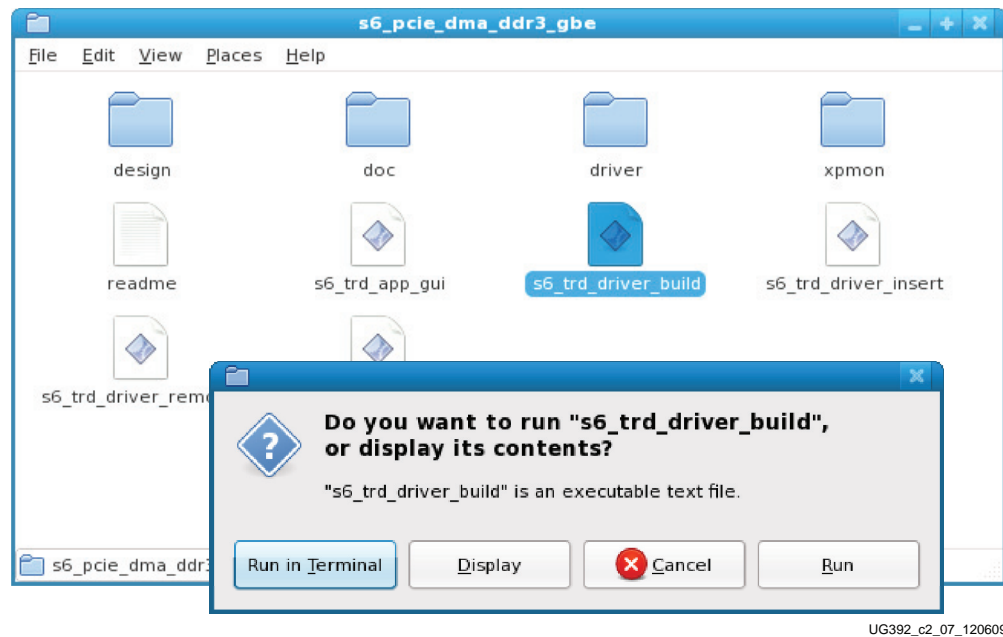 s6_pcie_dma_ddr3_gbe
File Edit View Places Help
design doc driver xpmon
readme s6_trd_app_gui s6_trd_driver_build s6_trd_driver_insert
s6_trd_driver_remo
Do you want to run "s6_trd_driver_build",
or display its contents?
"s6_trd_driver_build" is an executable text file.
s6_pcie_dma_ddr3 Run in Terminal Display Cancel Run
UG392_c2_07_120609